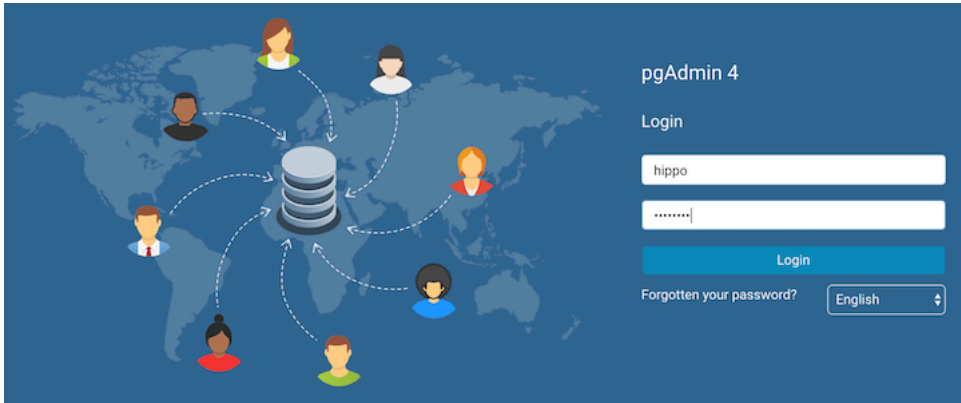 pgAdmin 4
Login
hippo
••••••••
Login
Forgotten your password?
English